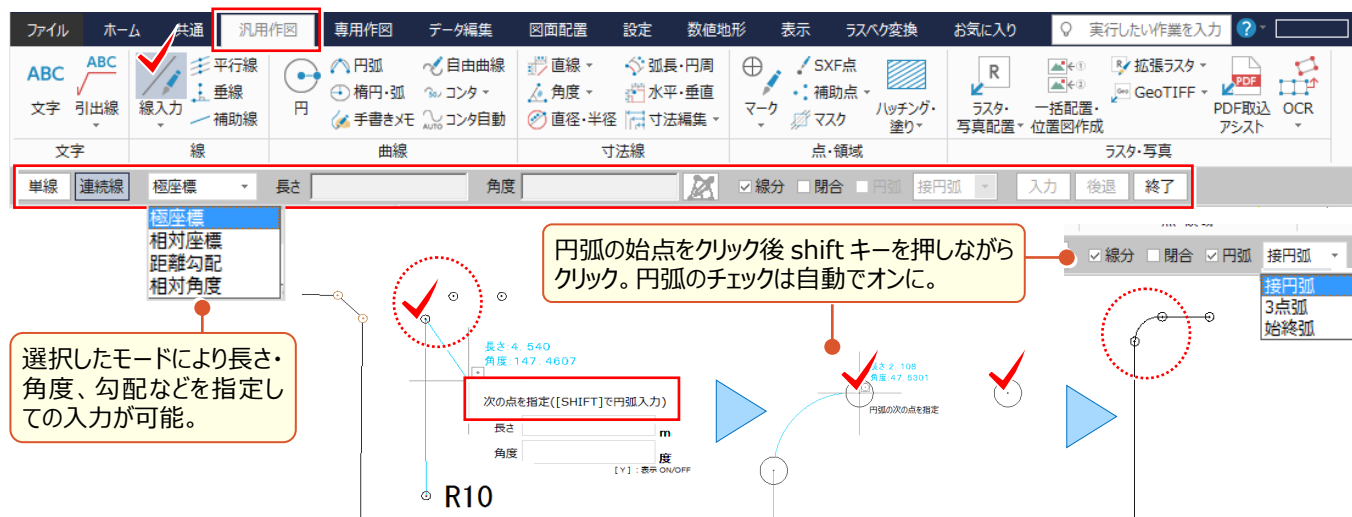 ファイル ホーム 共通 汎用作図 専用作図 データ編集 図面配置 設定 数値地形 表示 ラスベク変換 お気に入り 実行したい作業を入力 ?
ABC ABC 平行線 円弧 自由曲線 直線 弧長・円周 SXF点 R ① 拡張ラスタ PDF
文字 引出線 線入力 垂線 円 楕円・弧 コンタ 角度 水平・垂直 マーク 補助点 ハッチング・塗り ラスタ・写真配置 ② 一括配置・位置図作成 Geo GeoTIFF PDF取込アシスト OCR
補助線 手書きメモ AUTO コンタ自動 直径・半径 寸法編集 マスク
文字 線 曲線 寸法線 点・領域 ラスタ・写真
単線 連続線 極座標 長さ 角度 線分 閉合 円弧 接円弧 入力 後退 終了
極座標
相対座標
距離勾配
相対角度
選択したモードにより長さ・
角度、勾配などを指定し
ての入力が可能。
長さ:4.540
角度:147.4607
次の点を指定([SHIFT]で円弧入力)
長さ m
角度 度
[Y]:表示 ON/OFF
R10
円弧の始点をクリック後 shift キーを押しながら
クリック。円弧のチェックは自動でオンに。
長さ:2.108
角度:47.5301
円弧の次の点を指定
線分 閉合 円弧 接円弧
接円弧
3点弧
始終弧